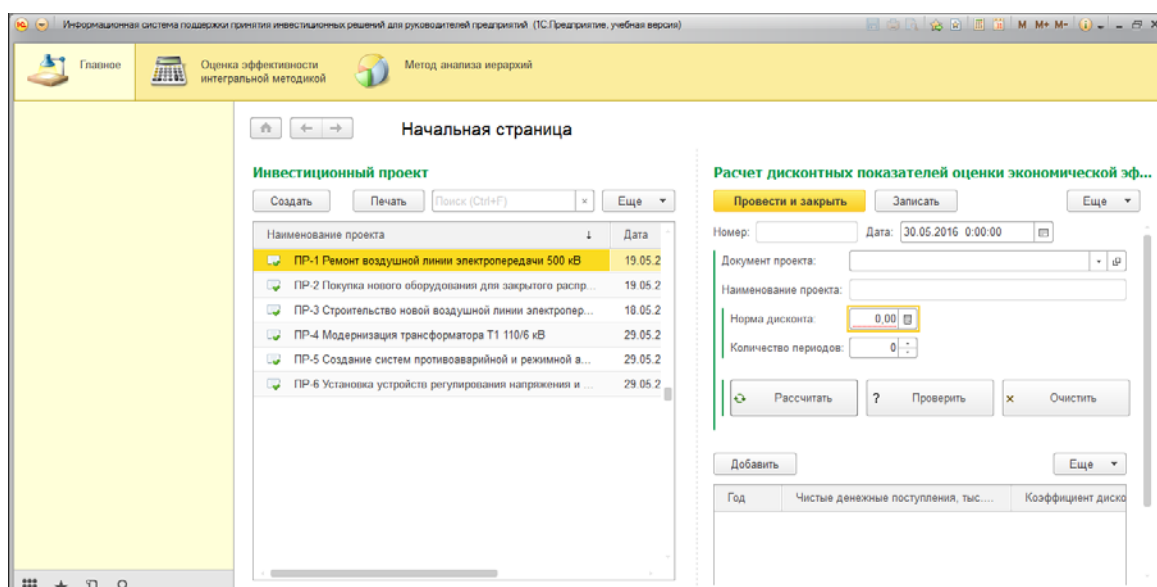 Информационная система поддержки принятия инвестиционных решений для руководителей предприятий (1С:Предприятие, учебная версия)
M M+ M-
Главное
Оценка эффективности
интегральной методикой
Метод анализа иерархий
Начальная страница
Инвестиционный проект
Создать Печать Поиск (Ctrl+F) × Еще
Наименование проекта ↓ Дата
ПР-1 Ремонт воздушной линии электропередачи 500 кВ 19.05.2
ПР-2 Покупка нового оборудования для закрытого распр... 19.05.2
ПР-3 Строительство новой воздушной линии электропер... 18.05.2
ПР-4 Модернизация трансформатора Т1 110/6 кВ 29.05.2
ПР-5 Создание систем противоаварийной и режимной а... 29.05.2
ПР-6 Установка устройств регулирования напряжения и ... 29.05.2
Расчет дисконтных показателей оценки экономической эф...
Провести и закрыть Записать Еще
Номер: Дата: 30.05.2016 0:00:00
Документ проекта:
Наименование проекта:
Норма дисконта: 0,00
Количество периодов: 0
Рассчитать ? Проверить × Очистить
Добавить Еще
Год Чистые денежные поступления, тыс.... Коэффициент диско